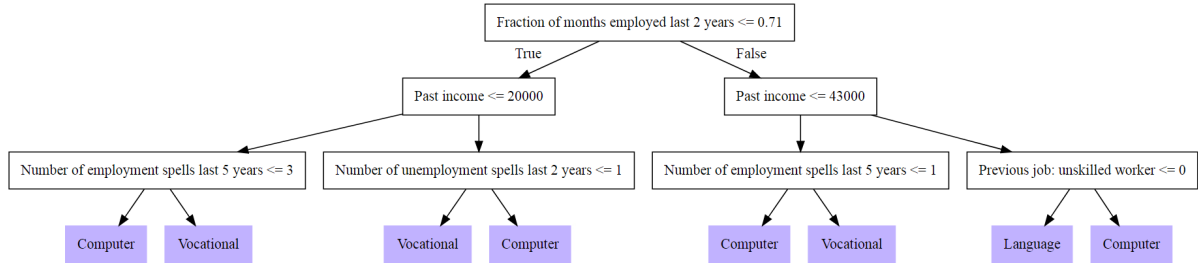 Fraction of months employed last 2 years <= 0.71
True
False
Past income <= 20000
Past income <= 43000
Number of employment spells last 5 years <= 3
Number of unemployment spells last 2 years <= 1
Number of employment spells last 5 years <= 1
Previous job: unskilled worker <= 0
Computer
Vocational
Vocational
Computer
Computer
Vocational
Language
Computer